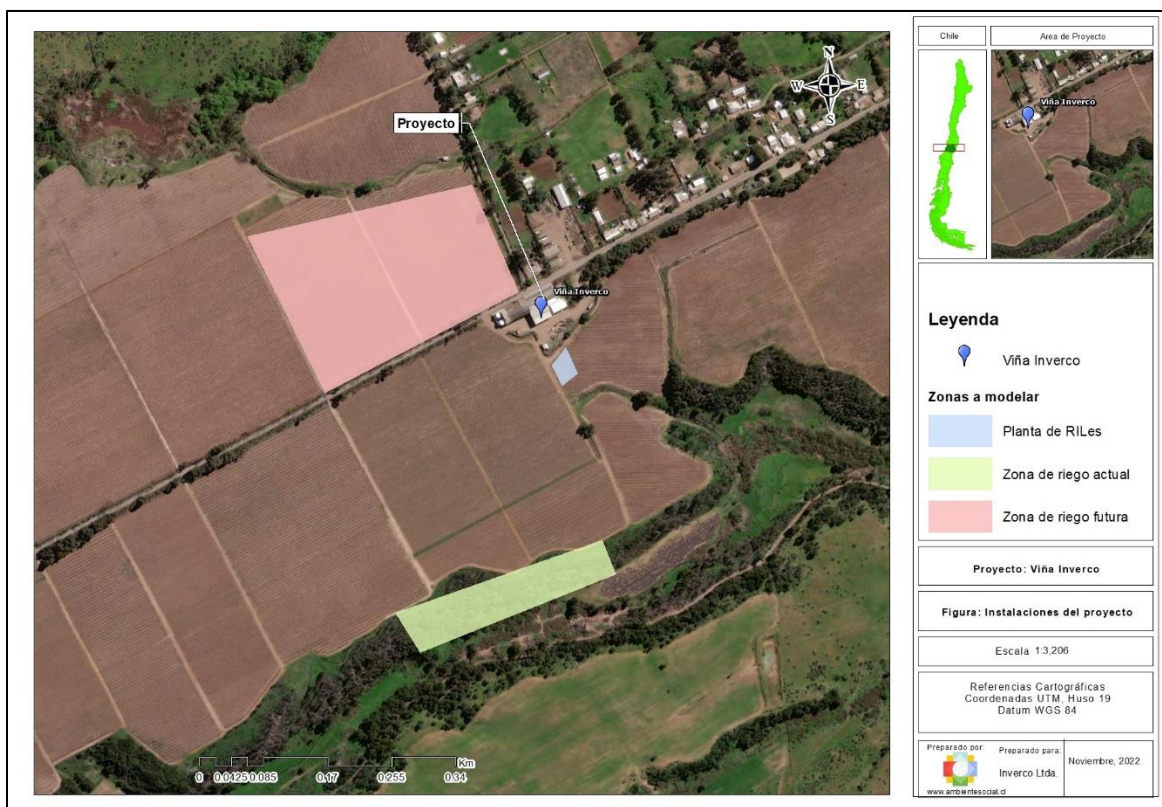 Proyecto
N
W E
S
Viña Inverco
0 0.0425 0.085 0.17 0.255 0.34
Km
Chile
Area de Proyecto
Viña Inverco
Leyenda
Viña Inverco
Zonas a modelar
Planta de RILes
Zona de riego actual
Zona de riego futura
Proyecto: Viña Inverco
Figura: Instalaciones del proyecto
Escala 1:3,206
Referencias Cartográficas
Coordenadas UTM, Huso 19
Datum WGS 84
Preparado por:
www.ambientesocial.cl
Preparado para:
Inverco Ltda.
Noviembre, 2022